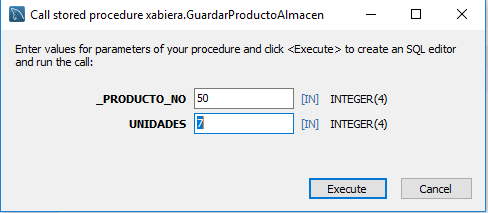 Call stored procedure xabiera.GuardarProductoAlmacen
Enter values for parameters of your procedure and click <Execute> to create an SQL editor
and run the call:
_PRODUCTO_NO 50 [IN] INTEGER(4)
UNIDADES 7 [IN] INTEGER(4)
Execute Cancel